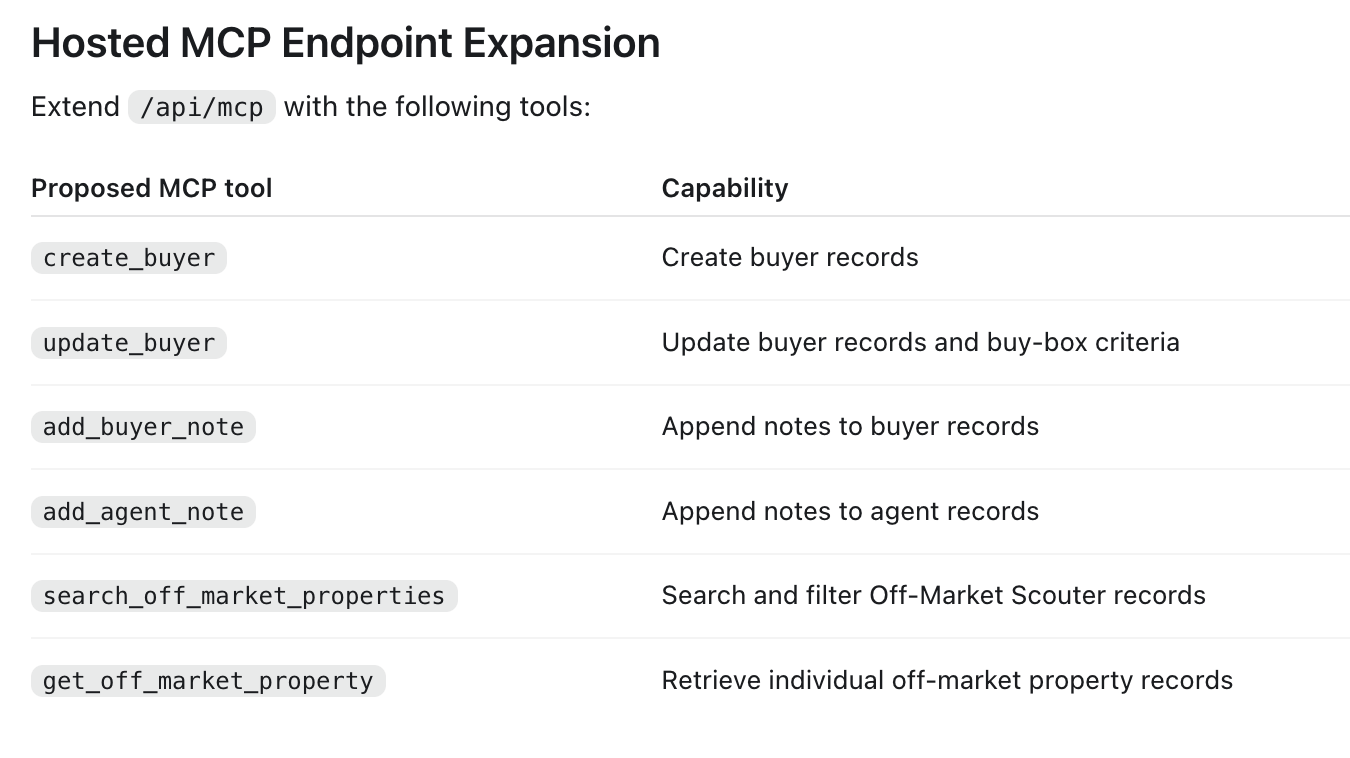 Hosted MCP Endpoint Expansion
Extend /api/mcp with the following tools:
Proposed MCP tool Capability
create_buyer Create buyer records
update_buyer Update buyer records and buy-box criteria
add_buyer_note Append notes to buyer records
add_agent_note Append notes to agent records
search_off_market_properties Search and filter Off-Market Scouter records
get_off_market_property Retrieve individual off-market property records